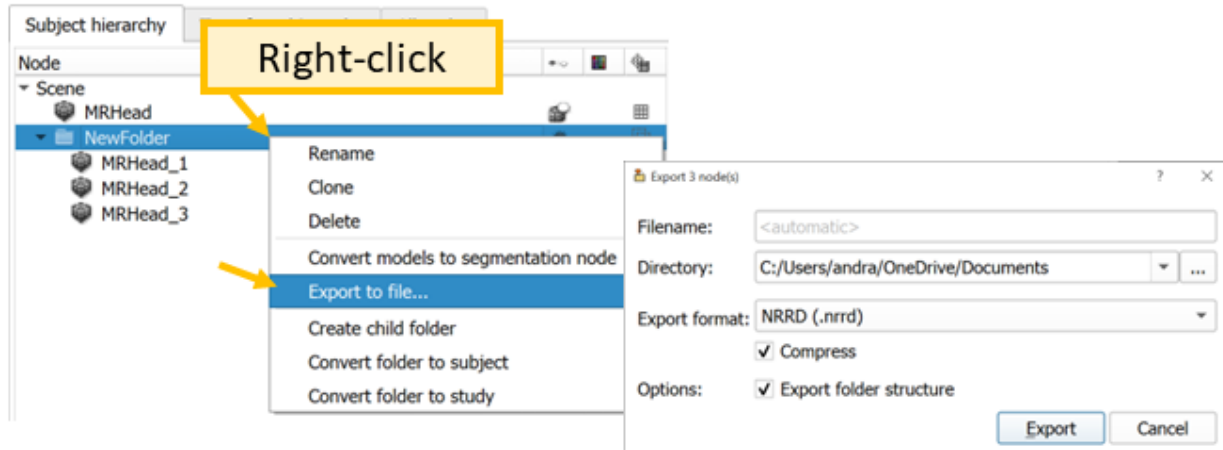 Subject hierarchy
Right-click
Node
Scene
MRHead
NewFolder
MRHead_1
MRHead_2
MRHead_3
Rename
Clone
Delete
Convert models to segmentation node
Export to file...
Create child folder
Convert folder to subject
Convert folder to study
Export 3 node(s)
?
Filename: <automatic>
Directory: C:/Users/andra/OneDrive/Documents ...
Export format: NRRD (.nrrd)
Compress
Options: Export folder structure
Export Cancel